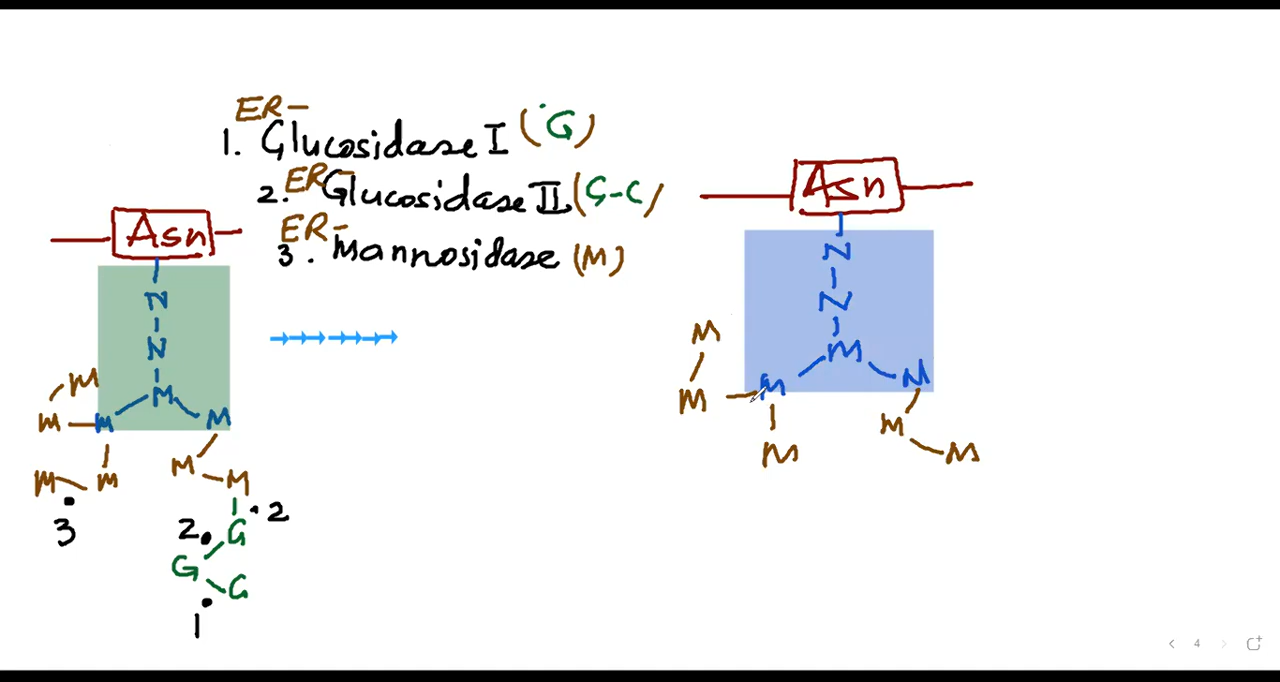 ER-
1. Glucosidase I (G)
ER-
2. Glucosidase II (G-C)
ER-
3. Mannosidase (M)
Asn
N
N
M
M
M M
M
M M
M M
G
G
G
3
2
2
1
Asn
N
N
M
M M
M
M
M
M M
4